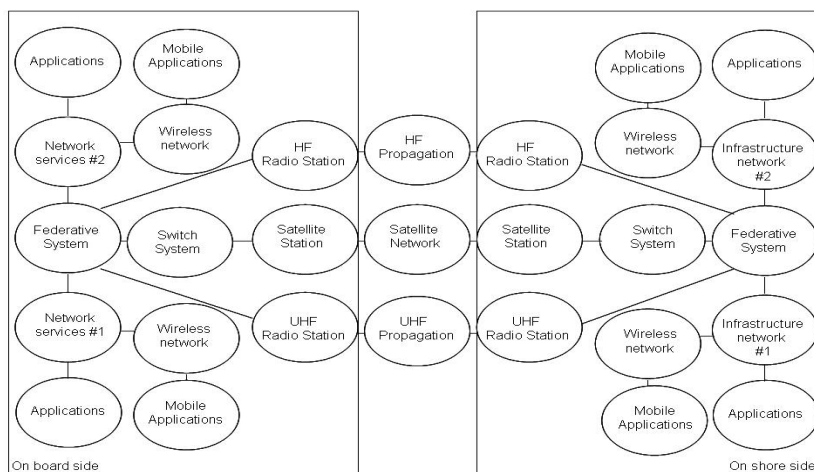 Applications
Mobile
Applications
Network
services #2
Wireless
network
HF
Radio Station
HF
Propagation
HF
Radio Station
Mobile
Applications
Applications
Wireless
network
Infrastructure
network
#2
Federative
System
Switch
System
Satellite
Station
Satellite
Network
Satellite
Station
Switch
System
Federative
System
Network
services #1
Wireless
network
UHF
Radio Station
UHF
Propagation
UHF
Radio Station
Wireless
network
Infrastructure
network
#1
Applications
Mobile
Applications
Mobile
Applications
Applications
On board side
On shore side